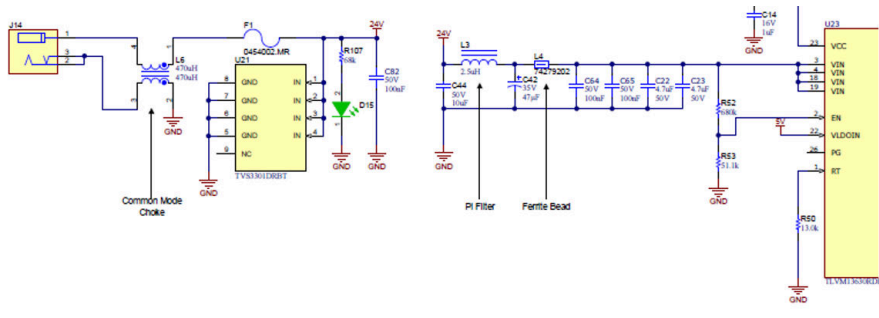 J14
1
3
2
4
1
L6
470uH
470uH
3
2
GND
Common Mode
Choke
F1
0454002.MR
U21
8 GND IN 1
7 GND IN 2
6 GND IN 3
5 GND IN 4
9 NC
TVS3301DRBT
GND
R107
68k
2
D15
1
GND
24V
C82
50V
100nF
GND
24V
L3
2.5uH
L4
74279202
C44
50V
10uF
C42
35V
47µF
C64
50V
100nF
C65
50V
100nF
C22
4.7uF
50V
C23
4.7uF
50V
GND
PI Filter
Ferrite Bead
R52
680k
R53
51.1k
GND
C14
16V
1uF
GND
5V
R50
13.0k
GND
U23
23 VCC
3 VIN
4 VIN
18 VIN
19 VIN
2 EN
22 VLDOIN
26 PG
1 RT